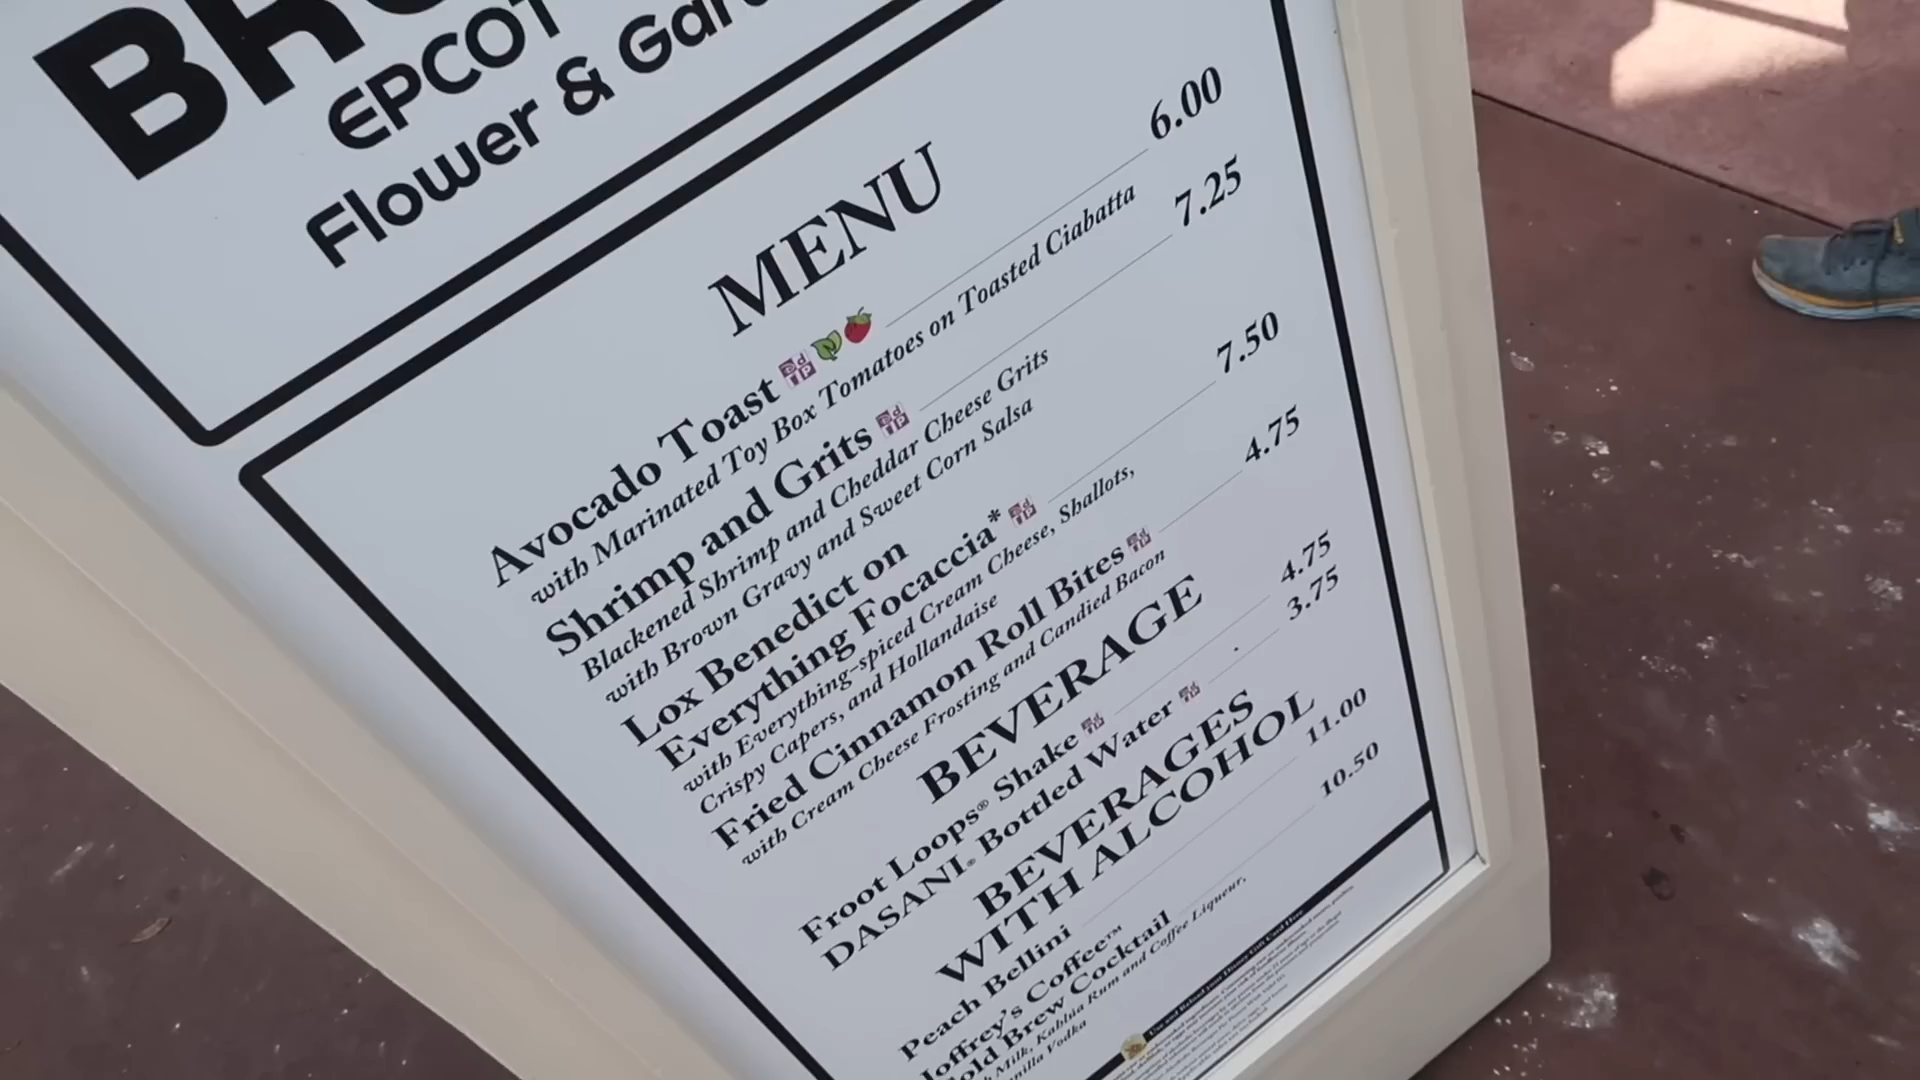 EPCOT
Flower &
MENU
Avocado Toast 6.00
with Marinated Toy Box Tomatoes on Toasted Ciabatta
Shrimp and Grits 7.25
Blackened Shrimp and Cheddar Cheese Grits
with Brown Gravy and Sweet Corn Salsa
Lox Benedict on
Everything Focaccia* 7.50
with Everything-spiced Cream Cheese, Shallots,
Crispy Capers, and Hollandaise
Fried Cinnamon Roll Bites 4.75
with Cream Cheese Frosting and Candied Bacon
BEVERAGE
Froot Loops® Shake 4.75
DASANI® Bottled Water 3.75
BEVERAGES
WITH ALCOHOL
Peach Bellini 11.00
Joffrey's Coffee™
Cold Brew Cocktail 10.50
Milk, Kahlúa Rum and Coffee Liqueur,
Vanilla Vodka